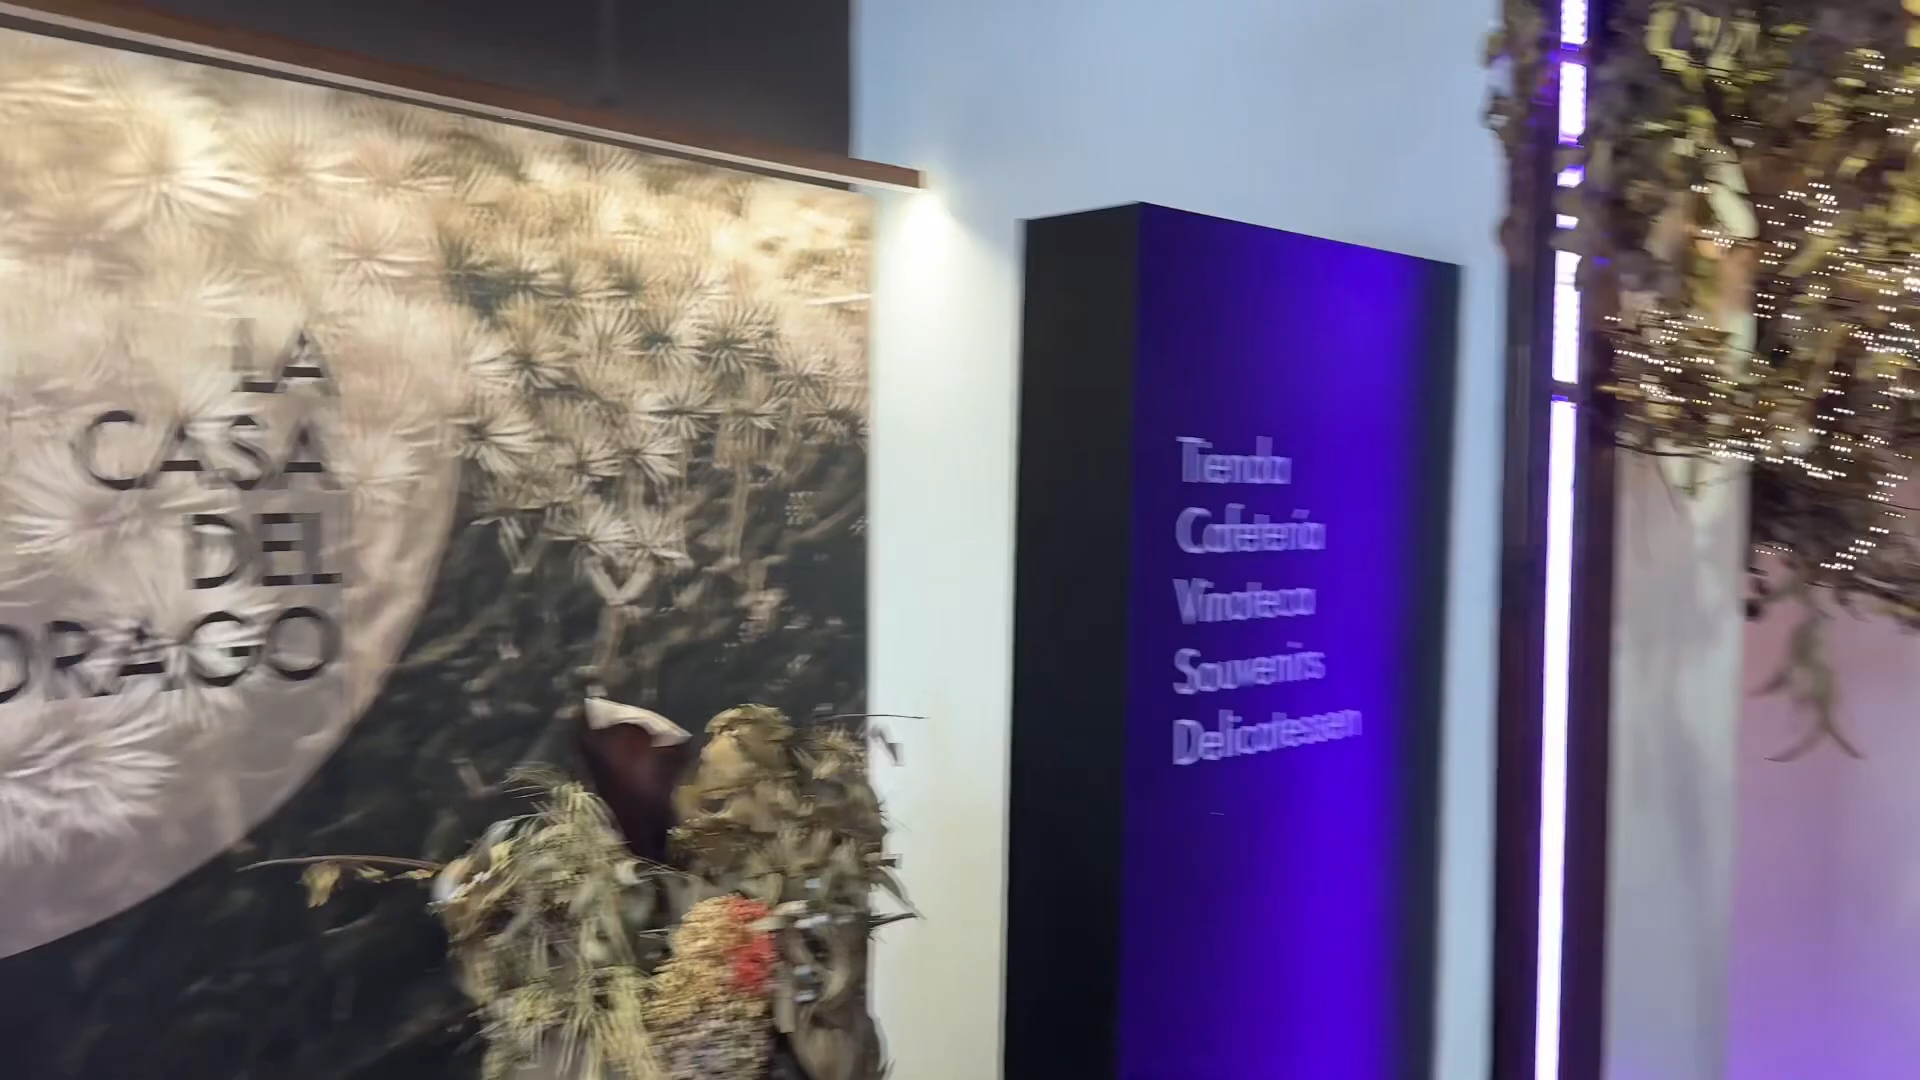 LA
CASA
DEL
DRAGO
Tienda
Cafetería
Vinoteca
Souvenirs
Delicatessen